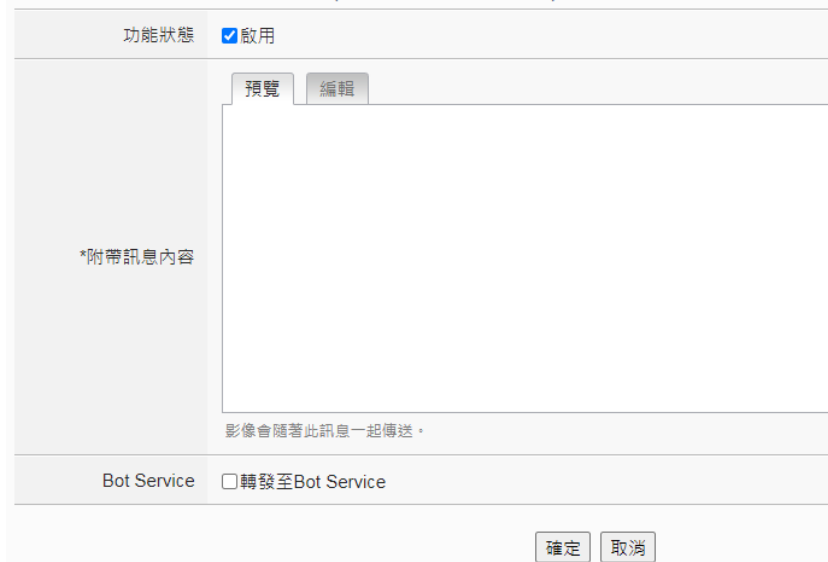 功能狀態 啟用
預覽 編輯
*附帶訊息內容
影像會隨著此訊息一起傳送。
Bot Service 轉發至Bot Service
確定 取消